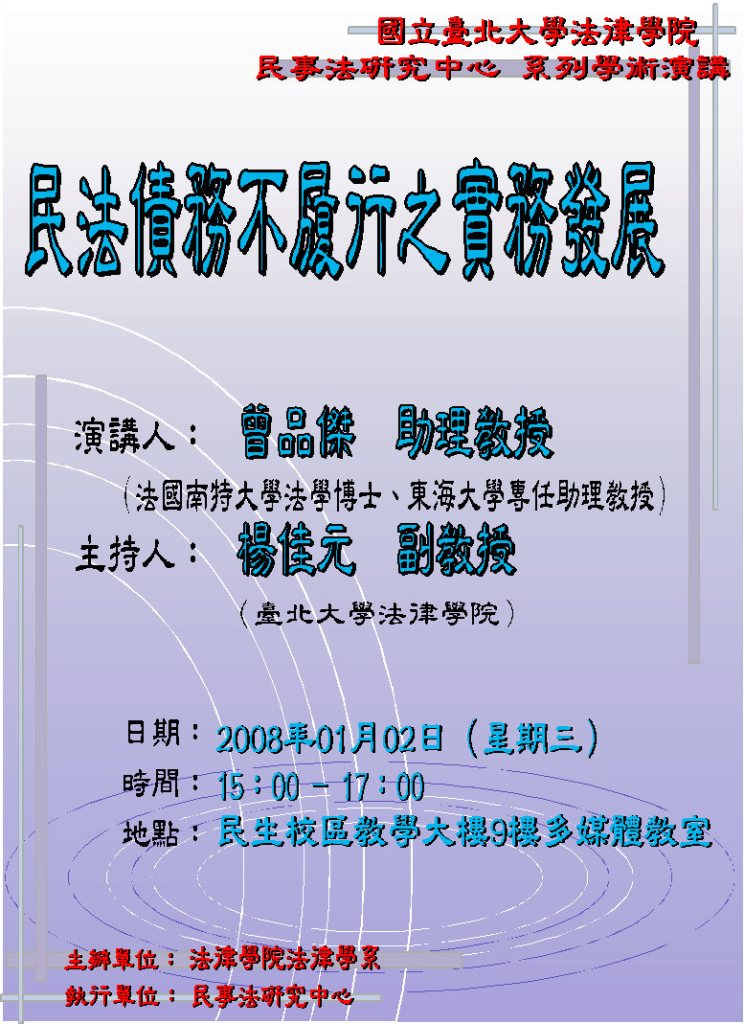 國立臺北大學法律學院
民事法研究中心 系列學術演講
民法債務不履行之實務發展
演講人： 曾品傑 助理教授
（法國南特大學法學博士、東海大學專任助理教授）
主持人： 楊佳元 副教授
（臺北大學法律學院）
日期：2008年01月02日（星期三）
時間：15：00 - 17：00
地點：民生校區教學大樓9樓多媒體教室
主辦單位：法律學院法律學系
執行單位：民事法研究中心